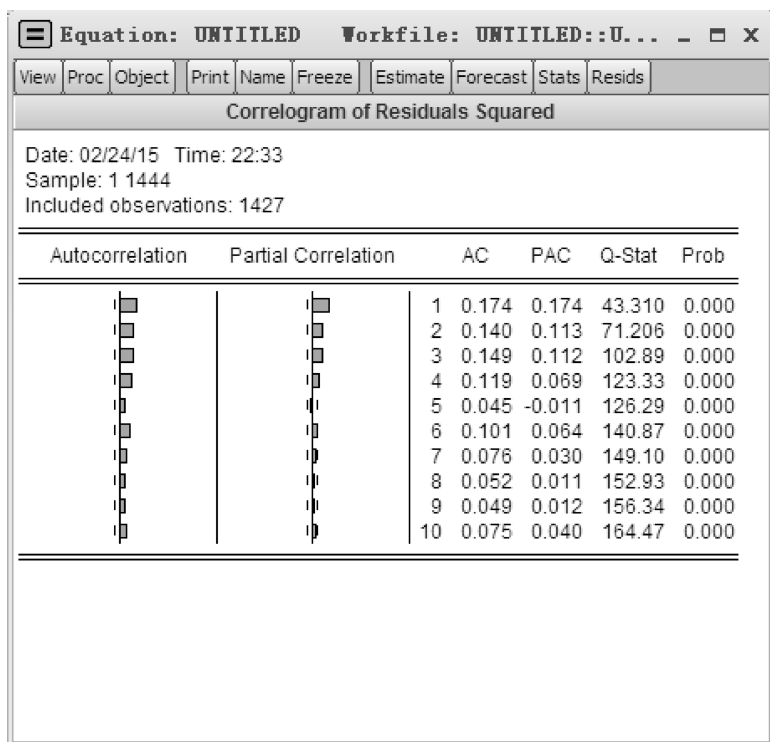 Equation: UNTITLED Workfile: UNTITLED::U...
View Proc Object Print Name Freeze Estimate Forecast Stats Resids
Correlogram of Residuals Squared
Date: 02/24/15 Time: 22:33
Sample: 1 1444
Included observations: 1427
Autocorrelation Partial Correlation AC PAC Q-Stat Prob
1 0.174 0.174 43.310 0.000
2 0.140 0.113 71.206 0.000
3 0.149 0.112 102.89 0.000
4 0.119 0.069 123.33 0.000
5 0.045 -0.011 126.29 0.000
6 0.101 0.064 140.87 0.000
7 0.076 0.030 149.10 0.000
8 0.052 0.011 152.93 0.000
9 0.049 0.012 156.34 0.000
10 0.075 0.040 164.47 0.000